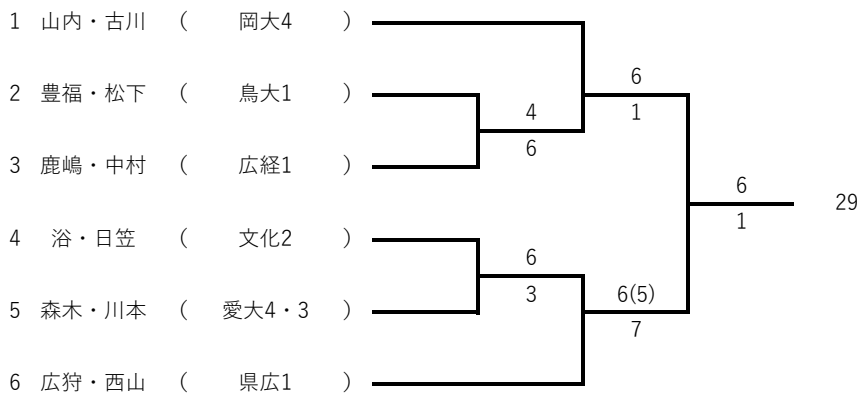 1 山内・古川 ( 岡大4 )
6
2 豊福・松下 ( 鳥大1 )
4
1
6
3 鹿嶋・中村 ( 広経1 )
6
29
1
4 浴・日笠 ( 文化2 )
6
3
6(5)
5 森木・川本 ( 愛大4・3 )
7
6 広狩・西山 ( 県広1 )